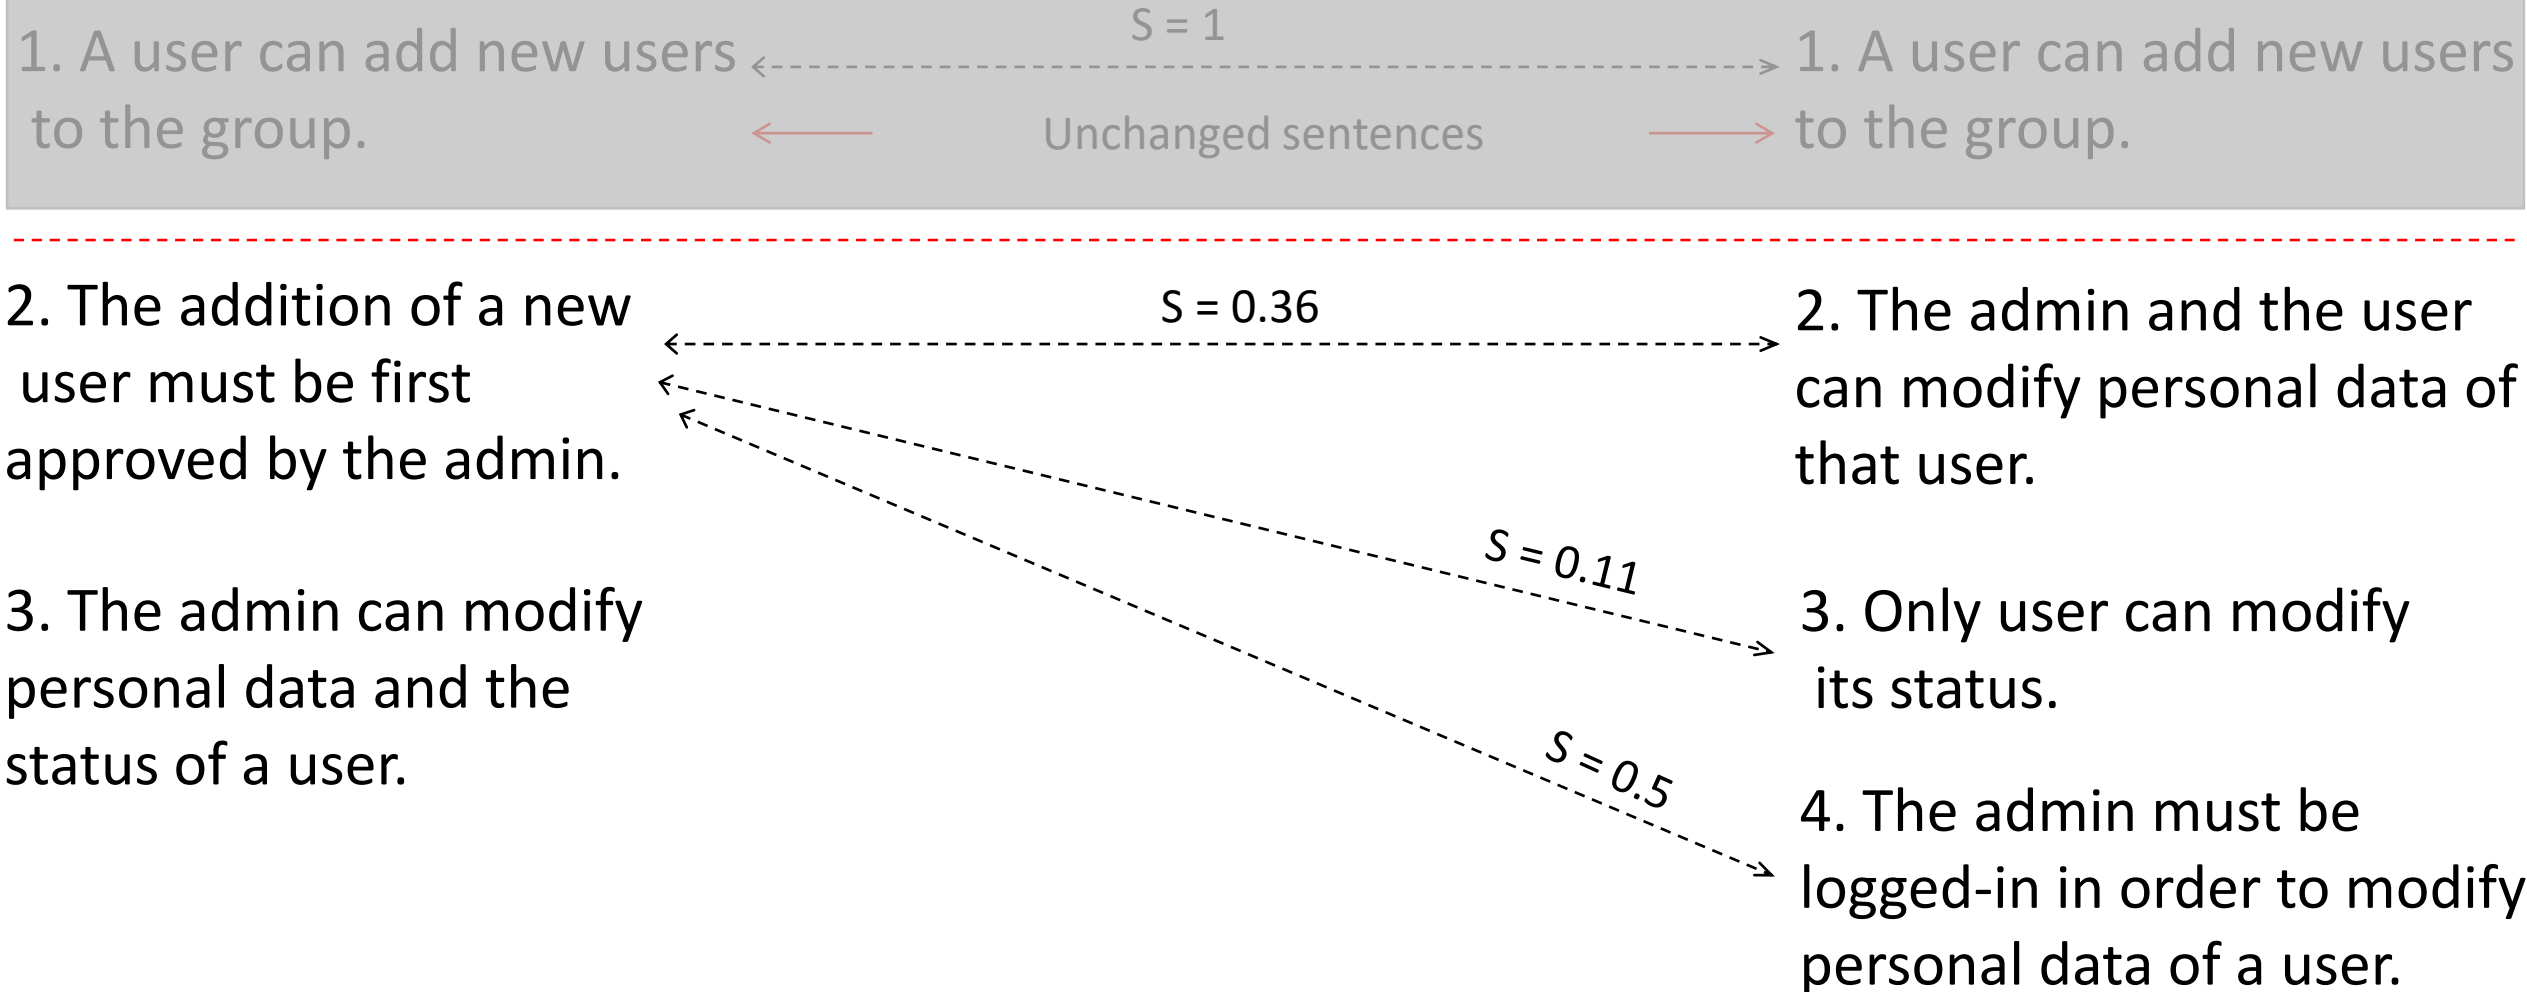 S = 1
1. A user can add new users
to the group.
Unchanged sentences
1. A user can add new users
to the group.
2. The addition of a new
user must be first
approved by the admin.
S = 0.36
2. The admin and the user
can modify personal data of
that user.
S = 0.11
3. The admin can modify
personal data and the
status of a user.
3. Only user can modify
its status.
S = 0.5
4. The admin must be
logged-in in order to modify
personal data of a user.